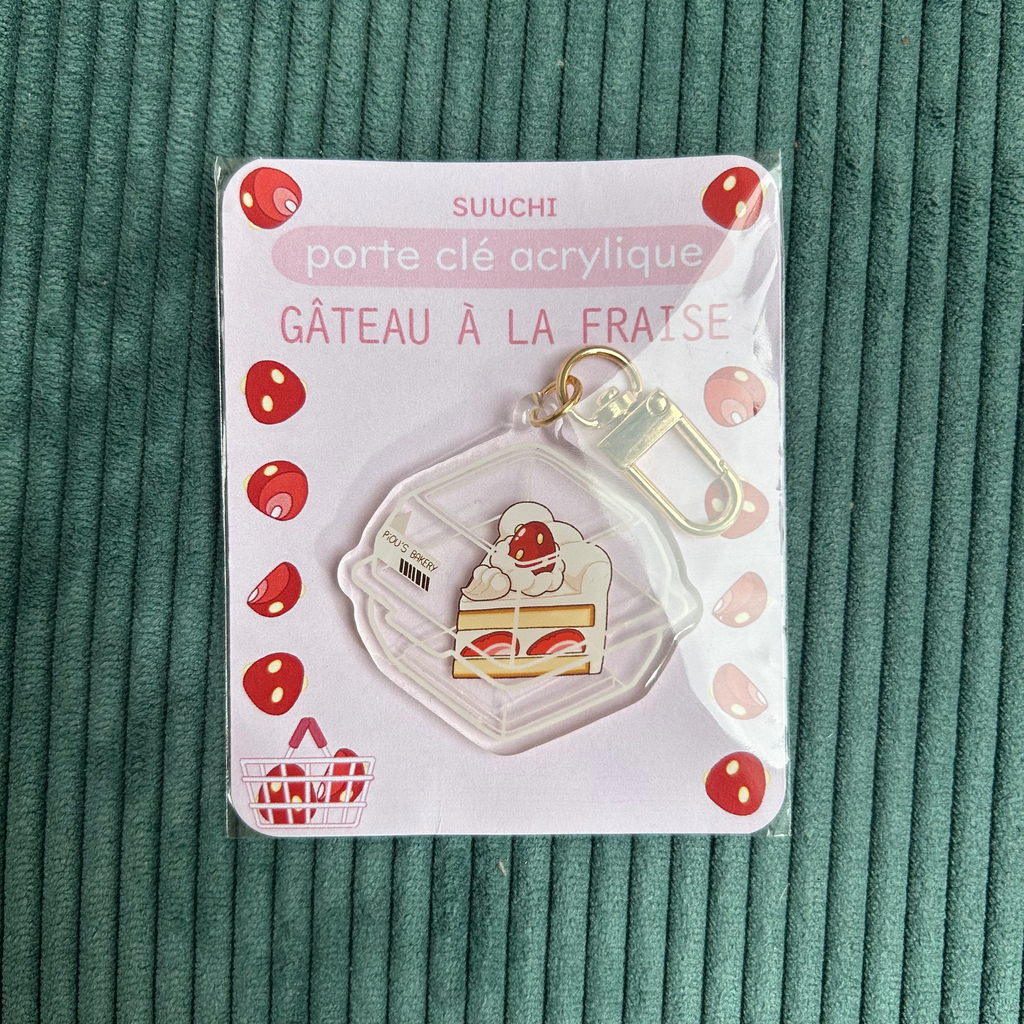 SUUCHI
porte clé acrylique
GÂTEAU À LA FRAISE
PiOU'S BAKERY